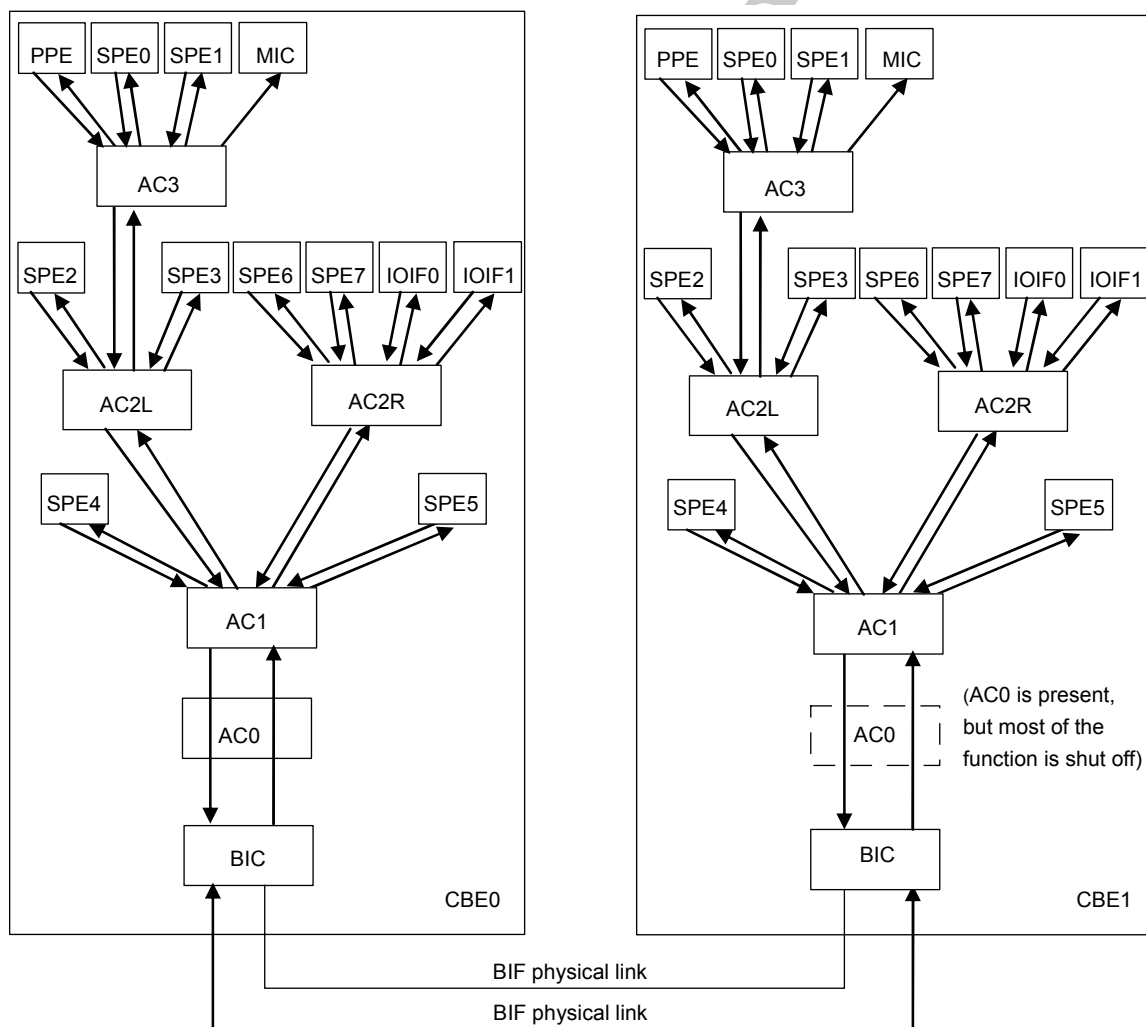 PPE SPE0 SPE1 MIC
AC3
SPE2 SPE3 SPE6 SPE7 IOIF0 IOIF1
AC2L AC2R
SPE4 SPE5
AC1
AC0
BIC
CBE0
PPE SPE0 SPE1 MIC
AC3
SPE2 SPE3 SPE6 SPE7 IOIF0 IOIF1
AC2L AC2R
SPE4 SPE5
AC1
AC0
(AC0 is present,
but most of the
function is shut off)
BIC
CBE1
BIF physical link
BIF physical link